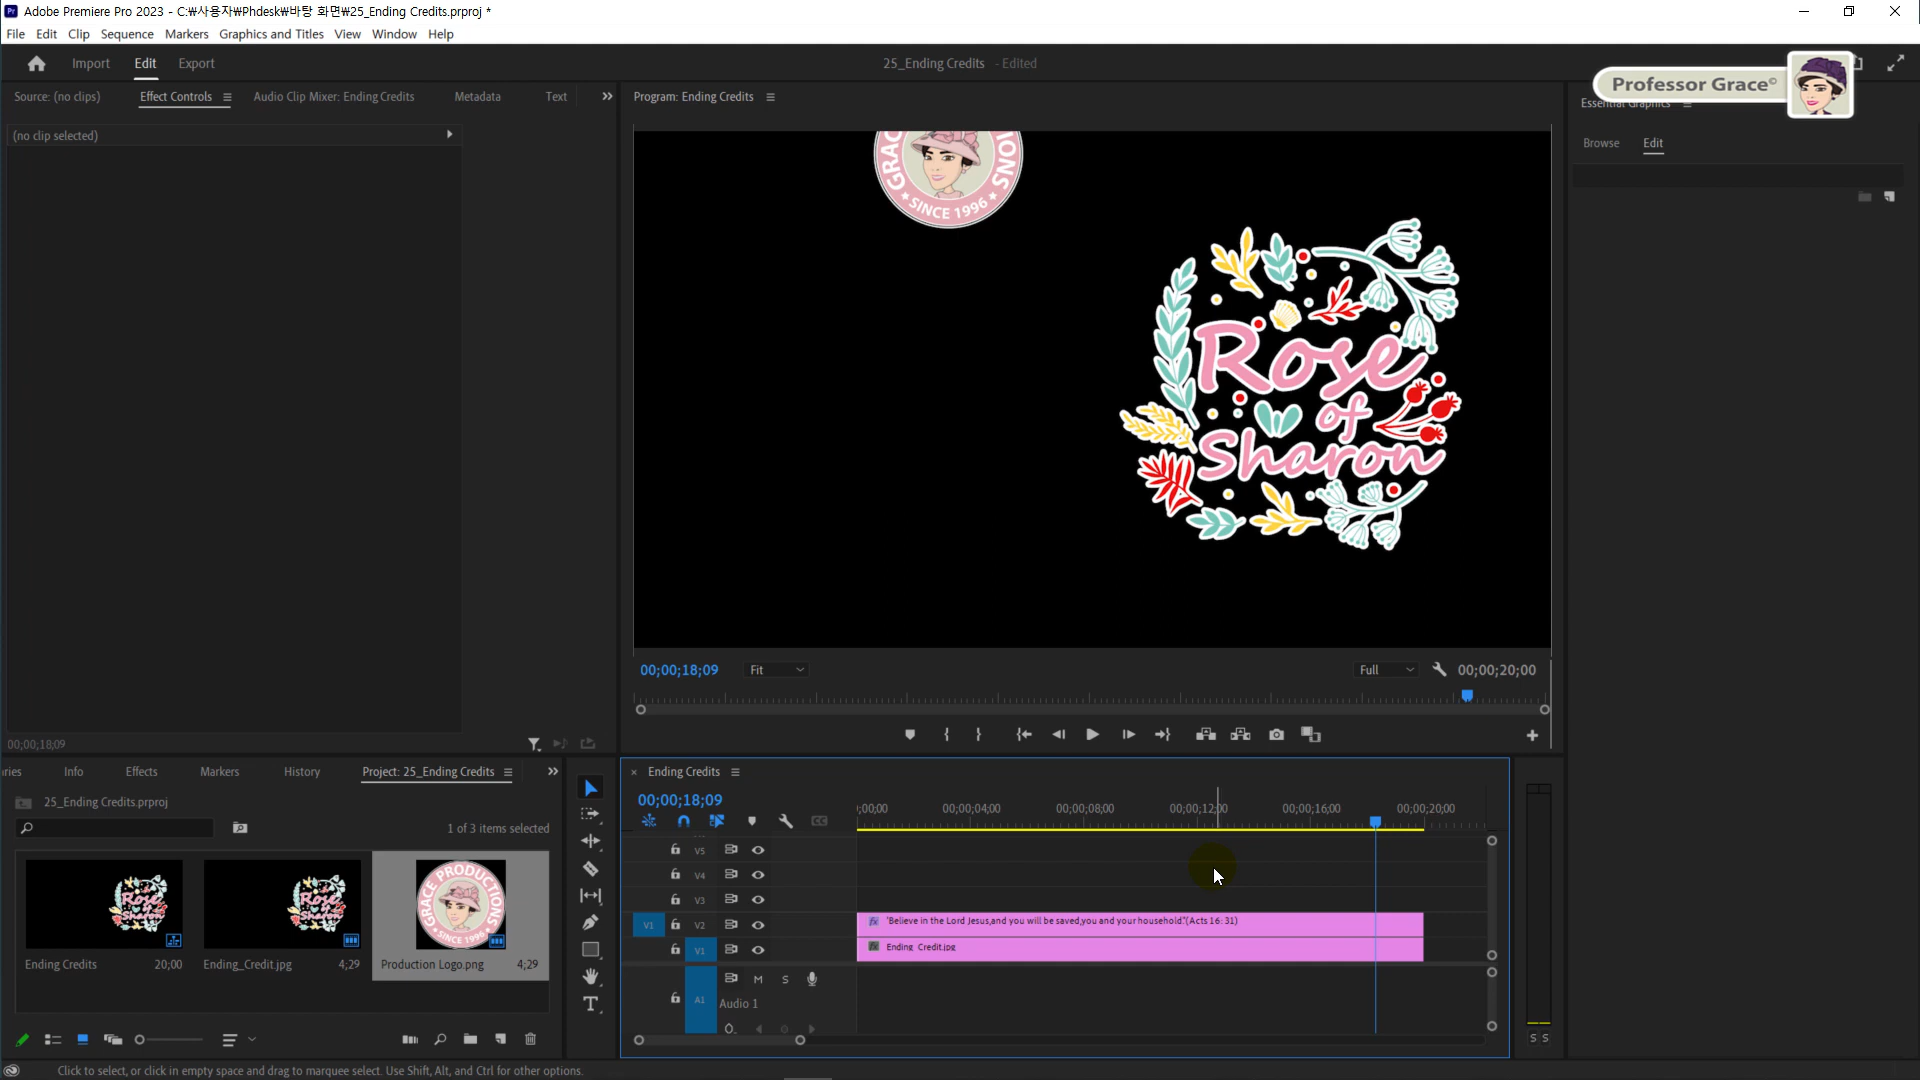 Adobe Premiere Pro 2023 - C:₩사용자₩Phdesk₩바탕 화면₩25_Ending Credits.prproj *
File Edit Clip Sequence Markers Graphics and Titles View Window Help
Import Edit Export
25_Ending Credits - Edited
Professor Grace©
Source: (no clips) Effect Controls Audio Clip Mixer: Ending Credits Metadata Text
Program: Ending Credits
Essential Graphics
(no clip selected)
Browse Edit
GRACE PRODUCTIONS
SINCE 1996
Rose
of
Sharon
00;00;18;09 Fit Full 00;00;20;00
00;00;18;09
ries Info Effects Markers History Project: 25_Ending Credits
25_Ending Credits.prproj
1 of 3 items selected
Ending Credits 20;00
Ending_Credit.jpg 4;29
Production Logo.png 4;29
Ending Credits
00;00;18;09
;00;00 00;00;04;00 00;00;08;00 00;00;12;00 00;00;16;00 00;00;20;00
V5
V4
V3
V1 V2 "Believe in the Lord Jesus,and you will be saved,you and your household."(Acts 16: 31)
V1 Ending_Credit.jpg
M S
A1 Audio 1
S S
Click to select, or click in empty space and drag to marquee select. Use Shift, Alt, and Ctrl for other options.